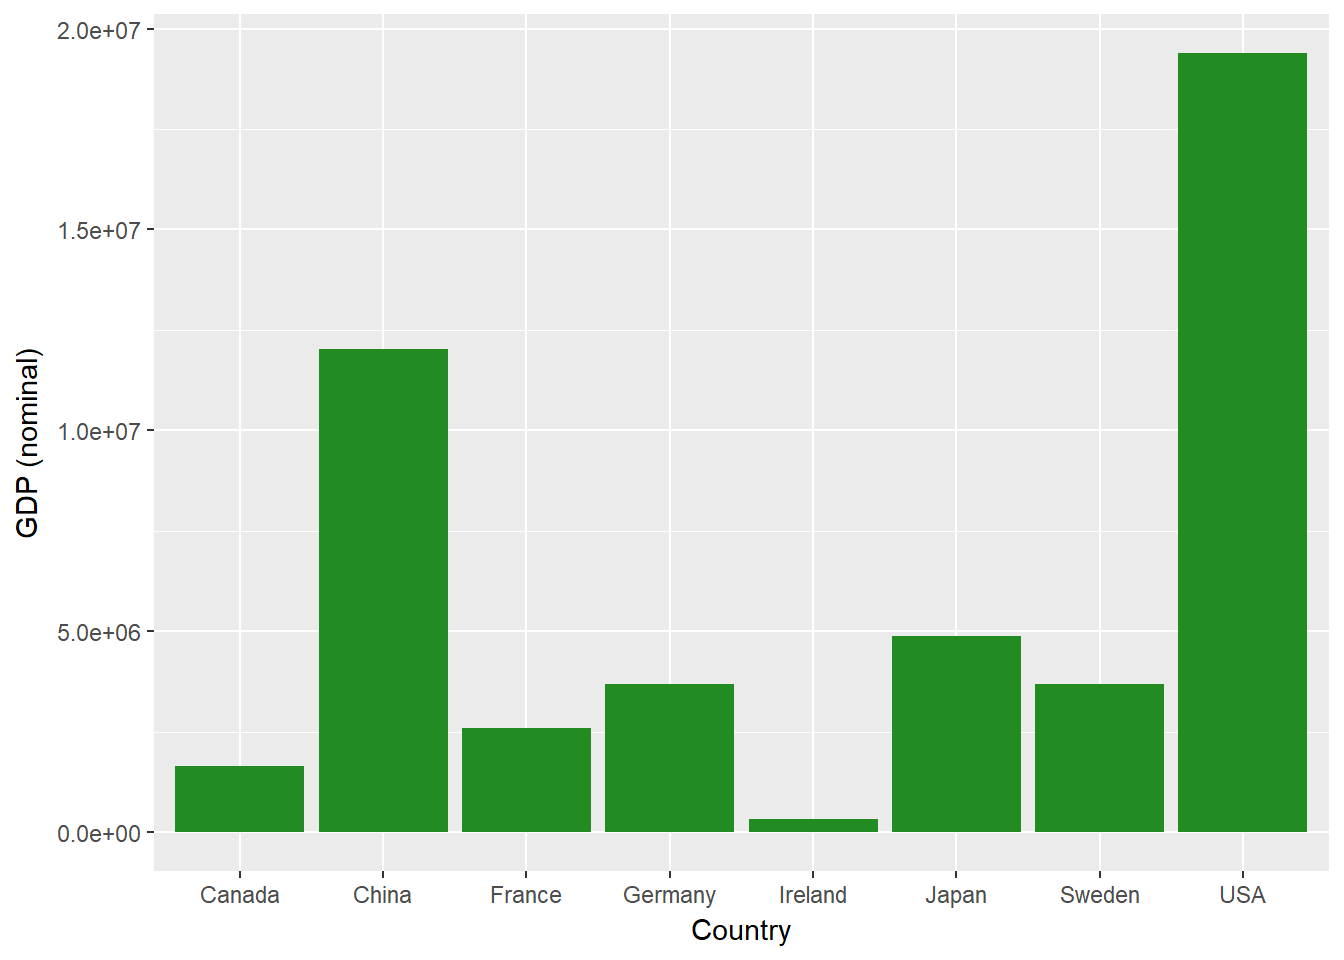 2.0e+07
1.5e+07
1.0e+07
5.0e+06
0.0e+00
GDP (nominal)
Canada China France Germany Ireland Japan Sweden USA
Country